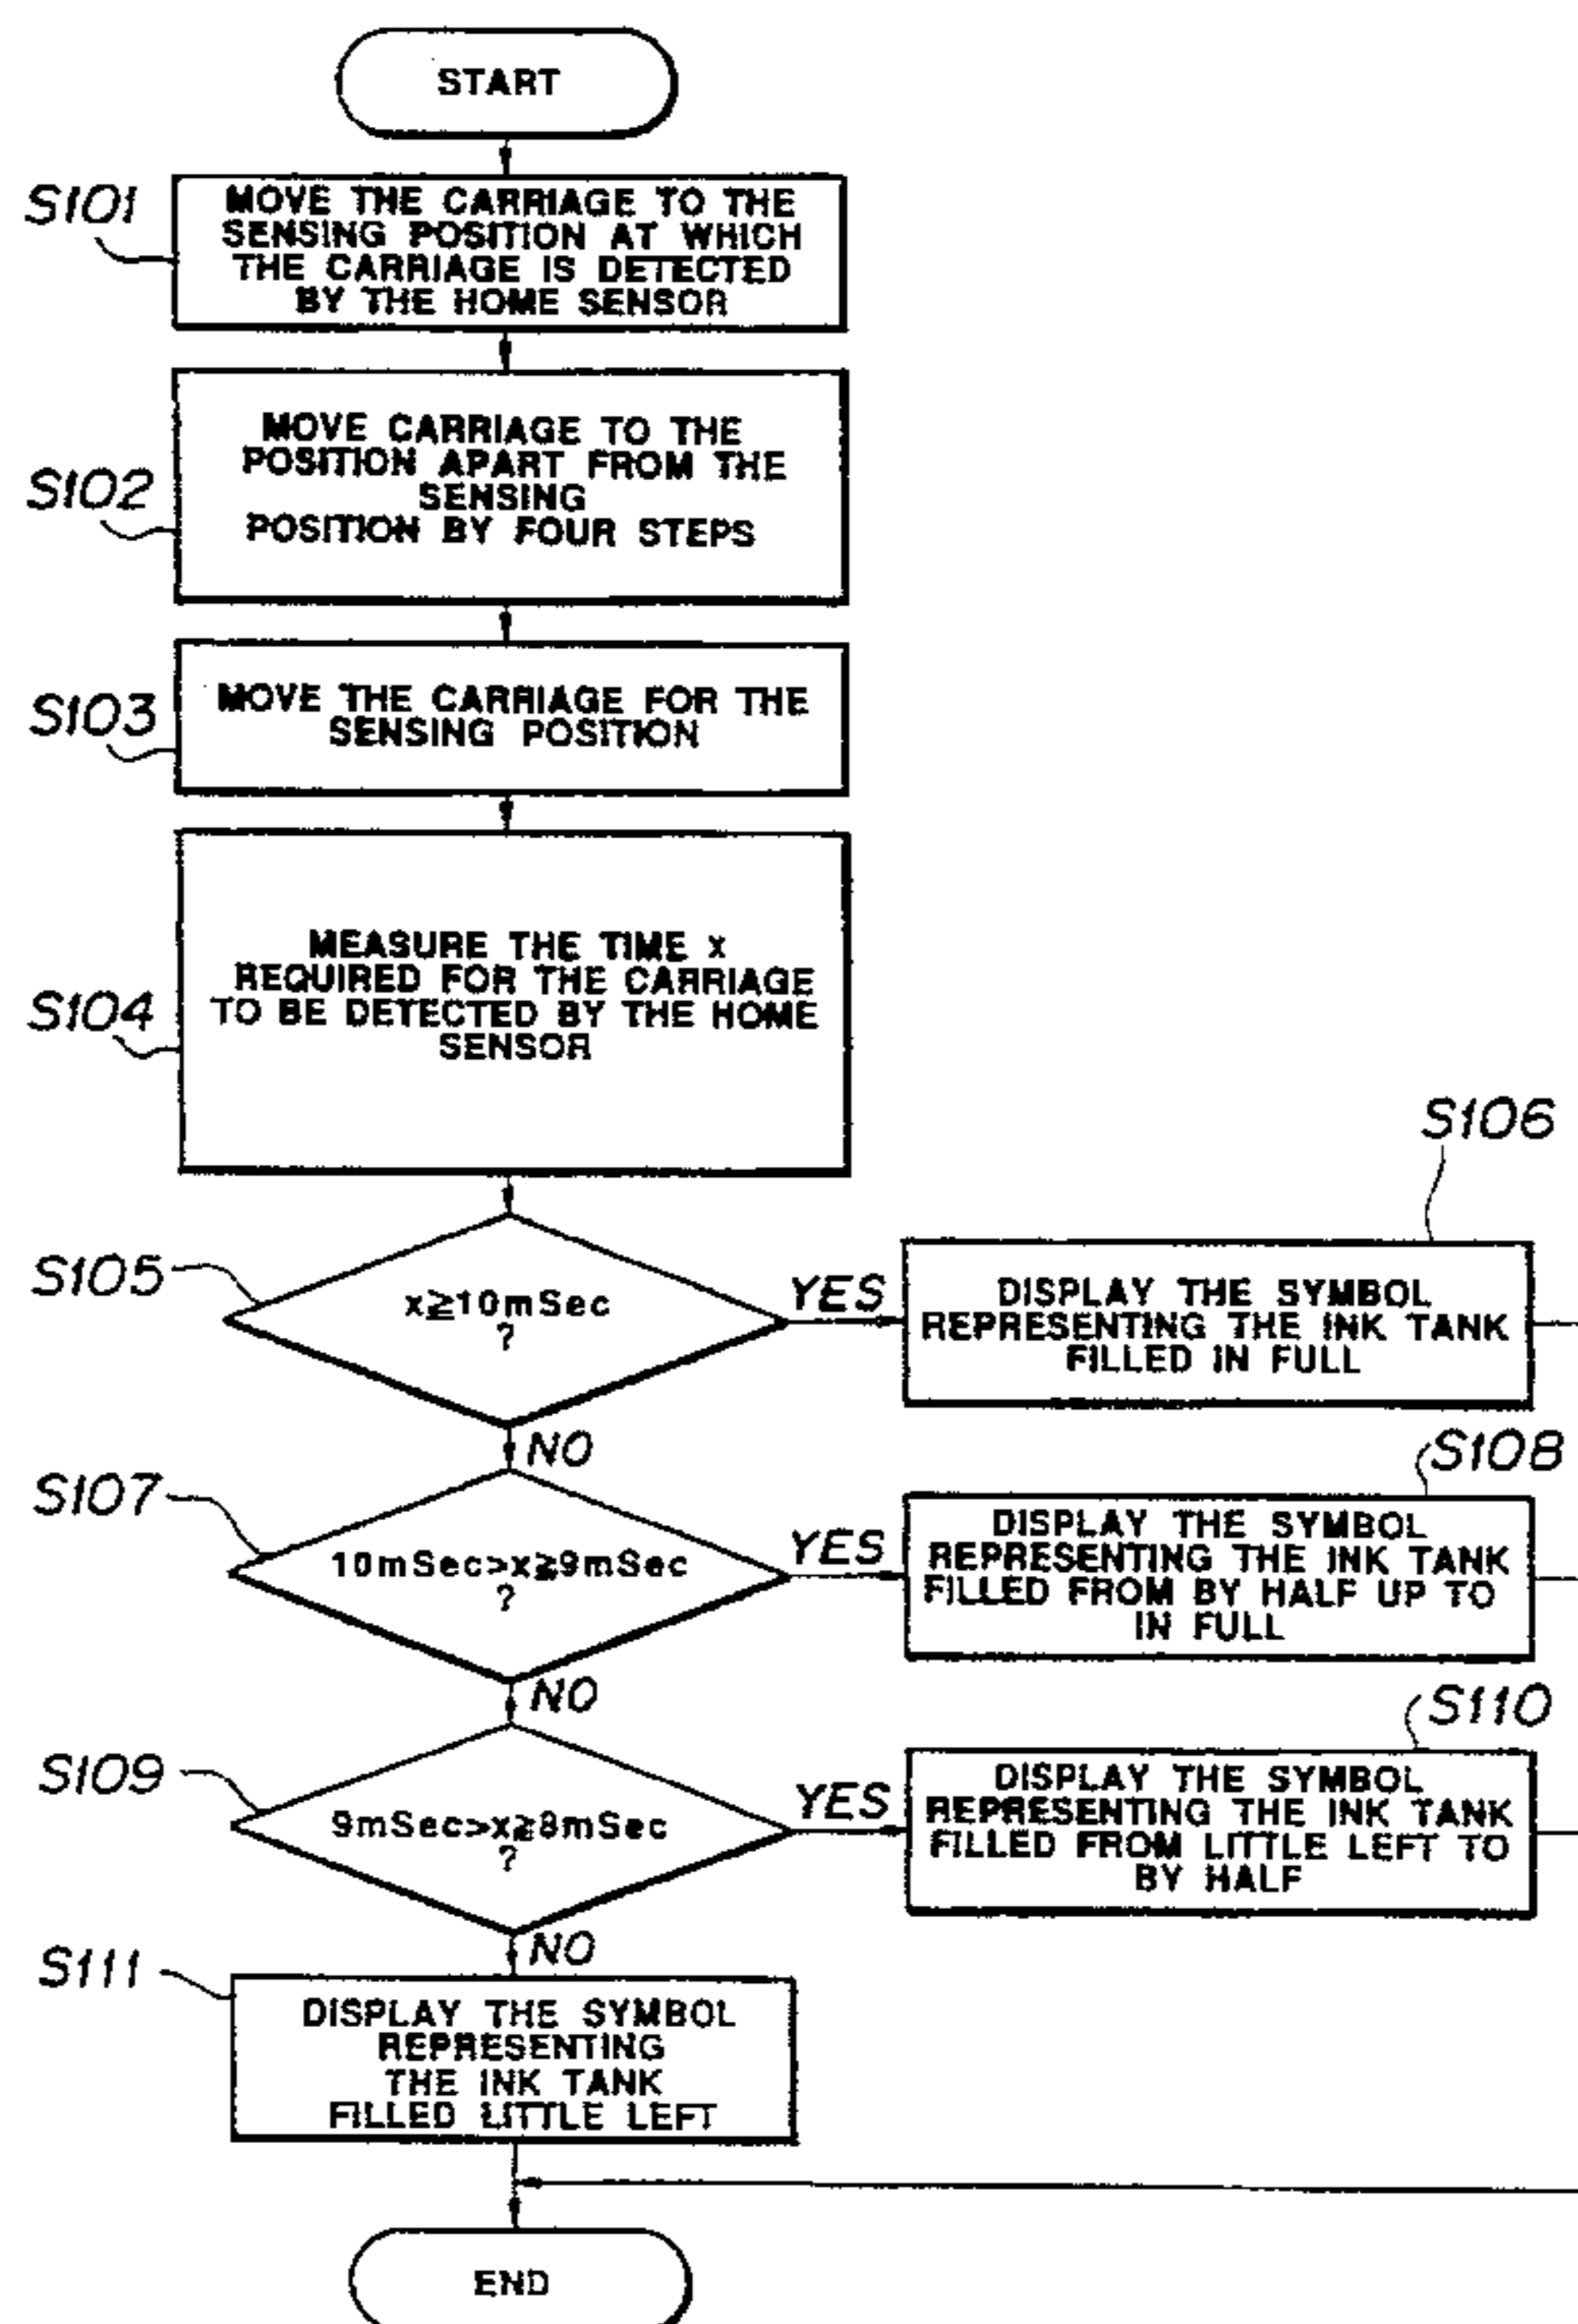 START
S101
MOVE THE CARRIAGE TO THE
SENSING POSITION AT WHICH
THE CARRIAGE IS DETECTED
BY THE HOME SENSOR
S102
MOVE CARRIAGE TO THE
POSITION APART FROM THE
SENSING
POSITION BY FOUR STEPS
S103
MOVE THE CARRIAGE FOR THE
SENSING POSITION
S104
MEASURE THE TIME x
REQUIRED FOR THE CARRIAGE
TO BE DETECTED BY THE HOME
SENSOR
S105
x≧10mSec
?
YES
S106
DISPLAY THE SYMBOL
REPRESENTING THE INK TANK
FILLED IN FULL
NO
S107
10mSec>x≧9mSec
?
YES
S108
DISPLAY THE SYMBOL
REPRESENTING THE INK TANK
FILLED FROM BY HALF UP TO
IN FULL
NO
S109
9mSec>x≧8mSec
?
YES
S110
DISPLAY THE SYMBOL
REPRESENTING THE INK TANK
FILLED FROM LITTLE LEFT TO
BY HALF
NO
S111
DISPLAY THE SYMBOL
REPRESENTING
THE INK TANK
FILLED LITTLE LEFT
END